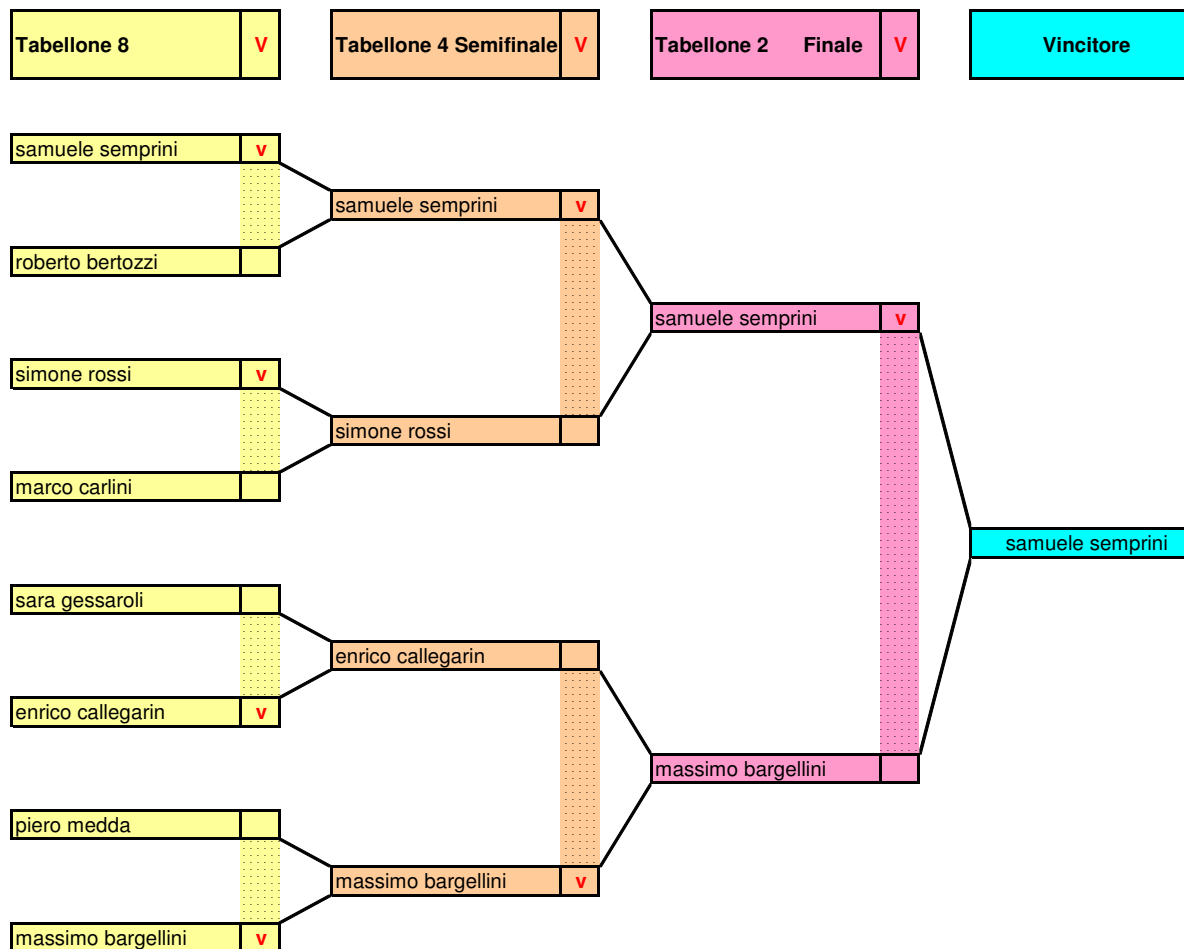 Tabellone 8 V Tabellone 4 Semifinale V Tabellone 2 Finale V Vincitore
samuele semprini v
samuele semprini v
roberto bertozzi
samuele semprini v
simone rossi v
simone rossi
marco carlini
samuele semprini
sara gessaroli
enrico callegarin
enrico callegarin v
massimo bargellini
piero medda
massimo bargellini v
massimo bargellini v